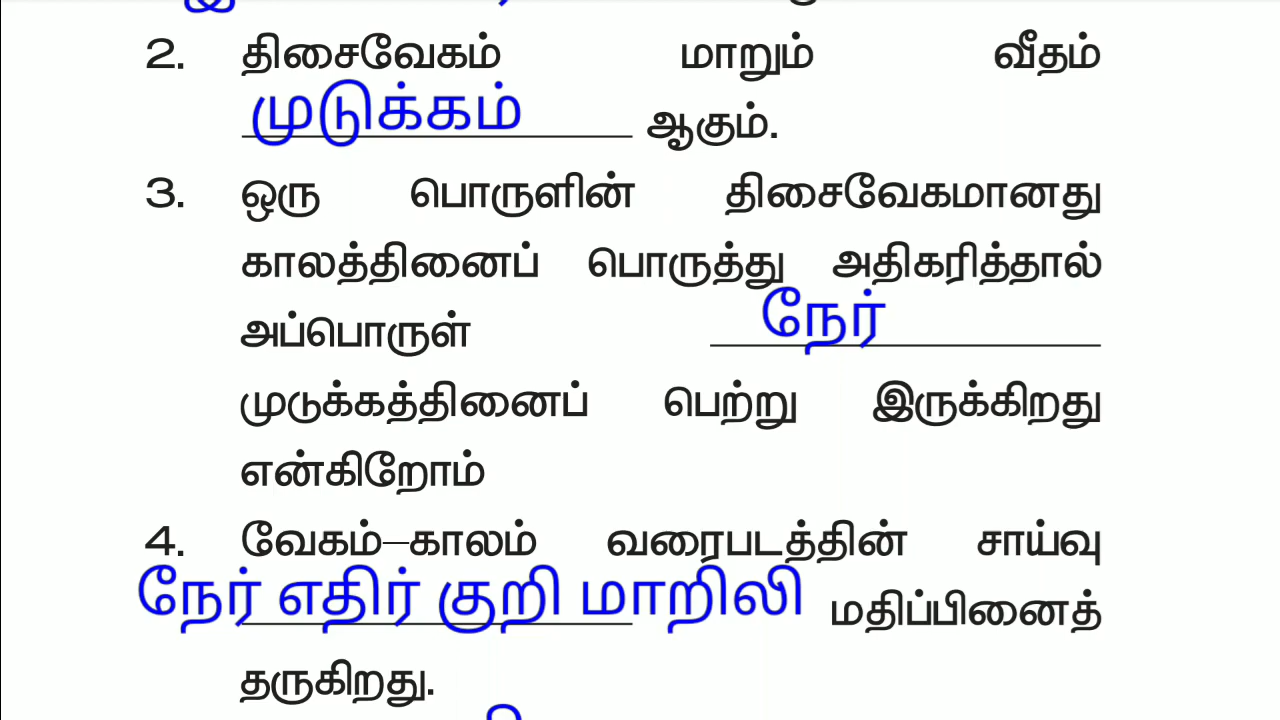 2. திசைவேகம் மாறும் வீதம்
முடுக்கம் ஆகும்.
3. ஒரு பொருளின் திசைவேகமானது
காலத்தினைப் பொருத்து அதிகரித்தால்
அப்பொருள் நேர்
முடுக்கத்தினைப் பெற்று இருக்கிறது
என்கிறோம்
4. வேகம்–காலம் வரைபடத்தின் சாய்வு
நேர் எதிர் குறி மாறிலி மதிப்பினைத்
தருகிறது.